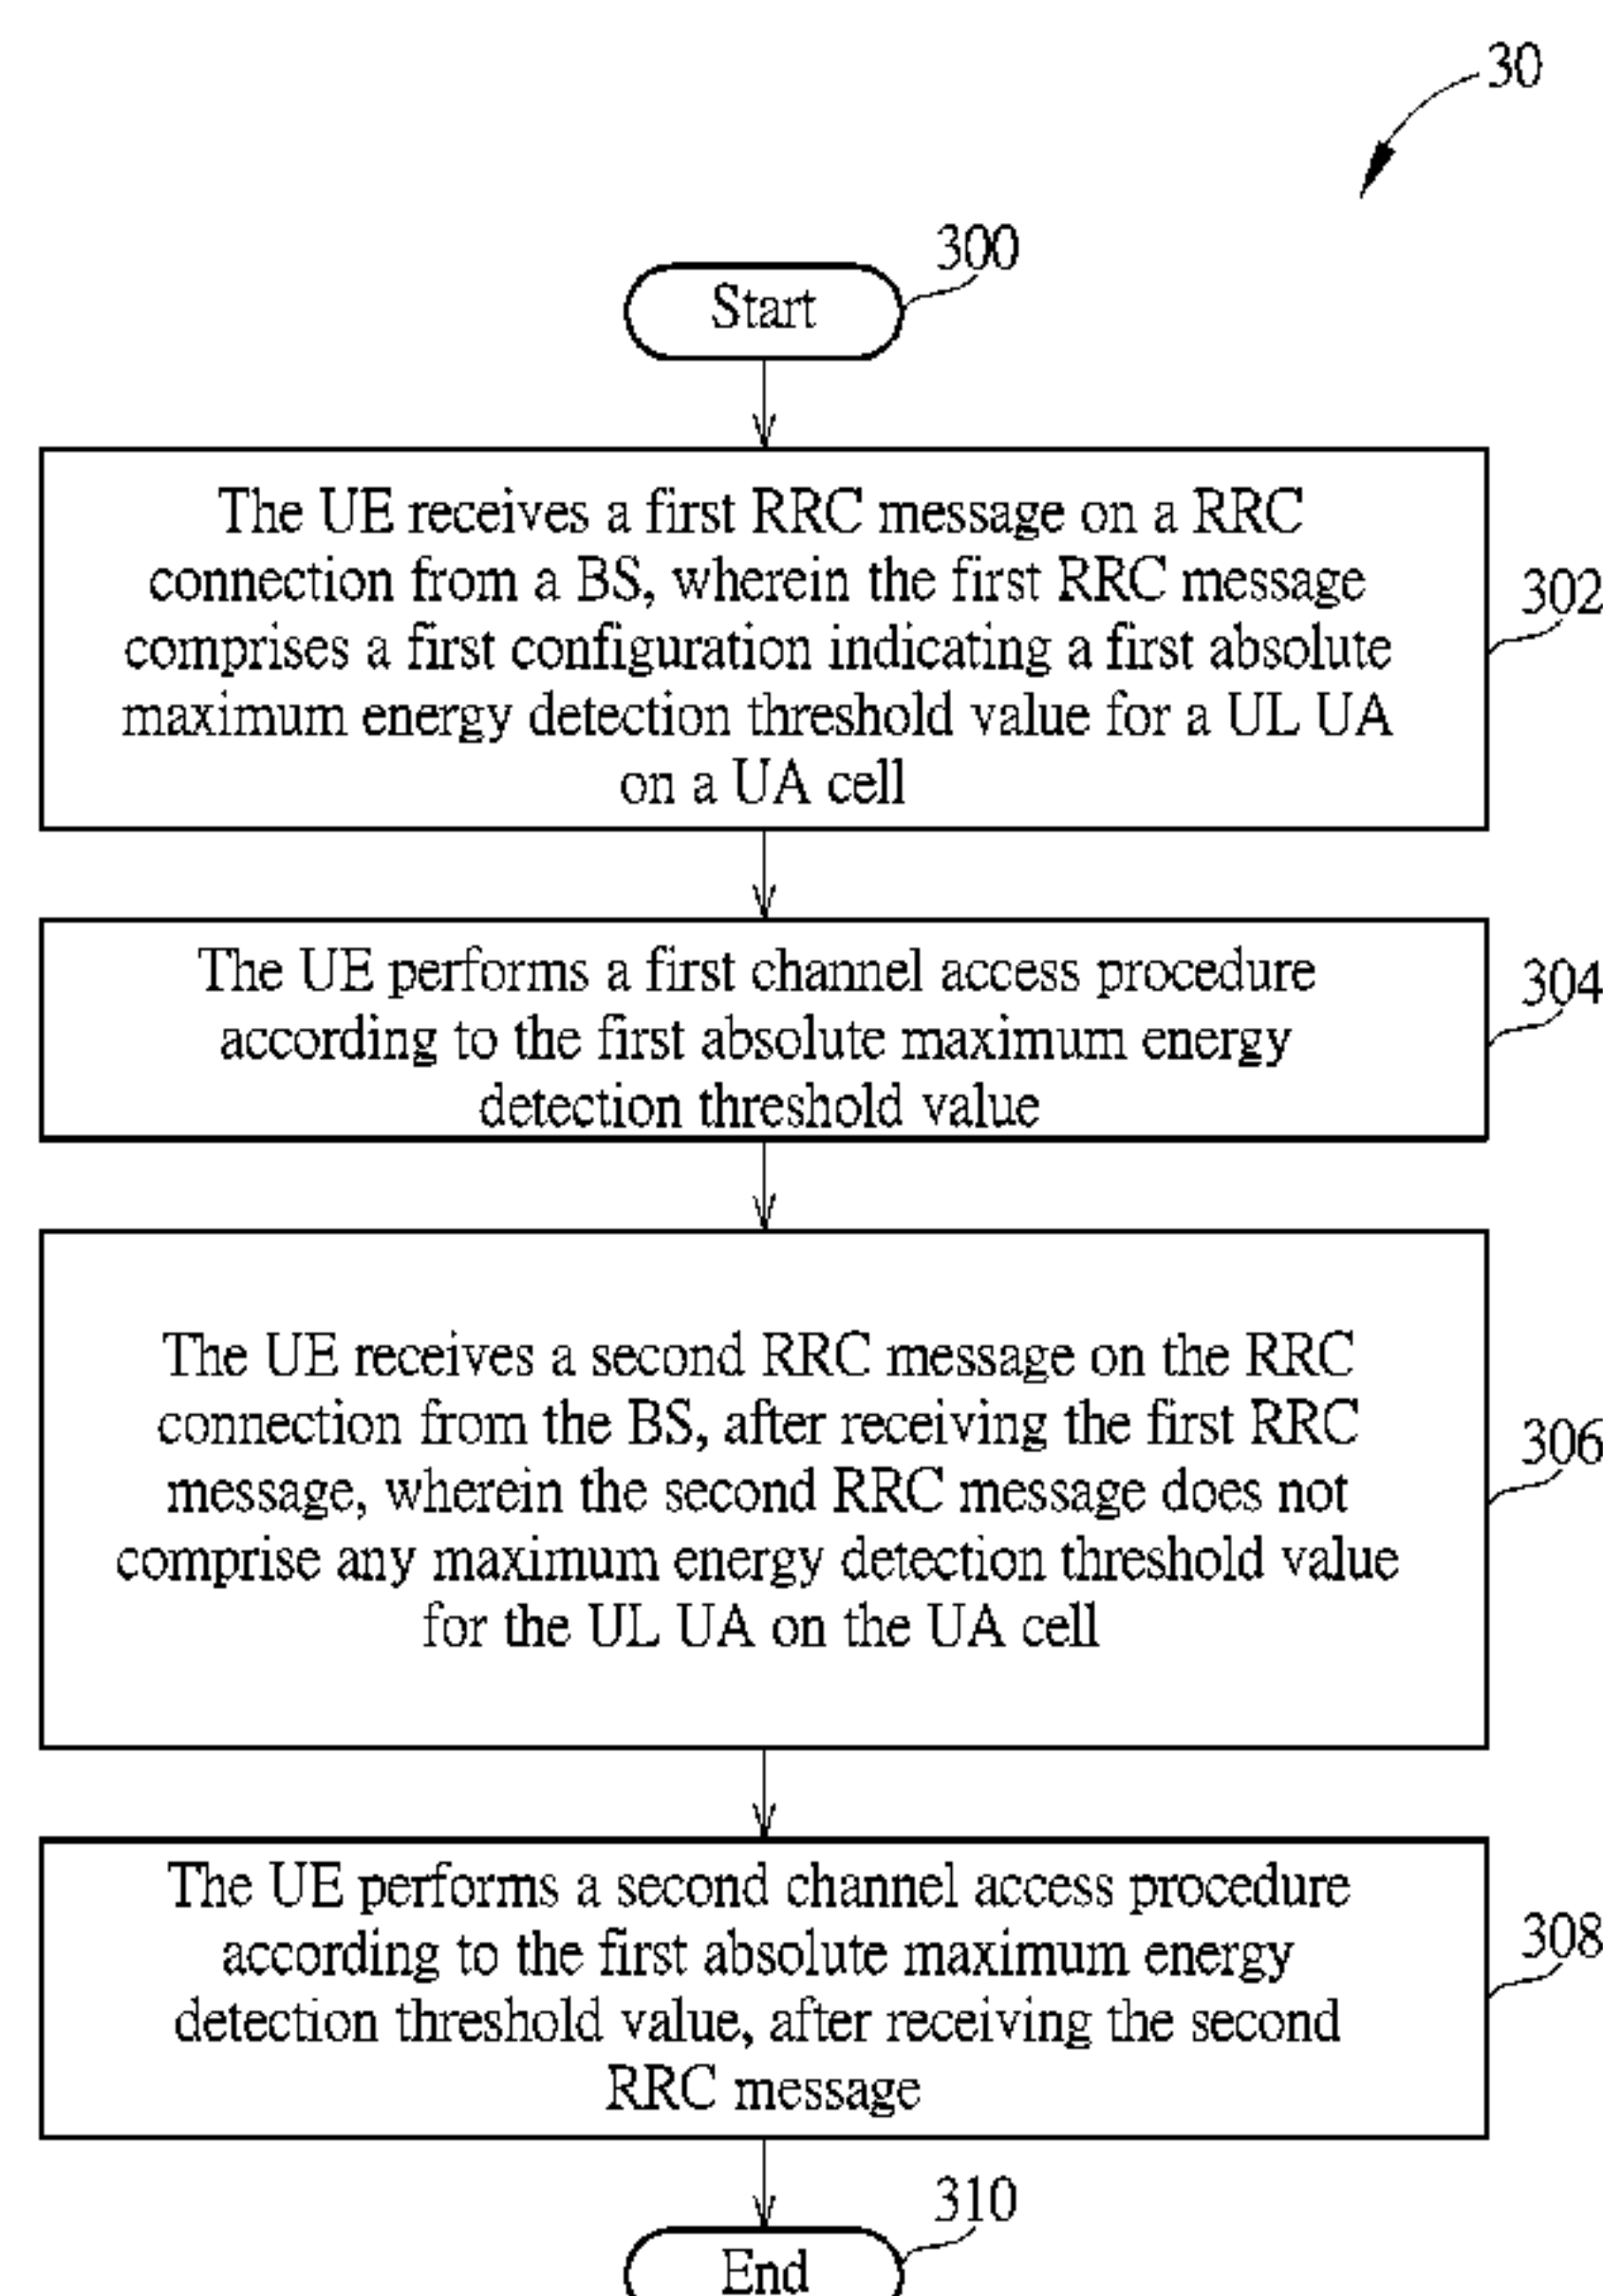 30
300
Start
The UE receives a first RRC message on a RRC
connection from a BS, wherein the first RRC message
comprises a first configuration indicating a first absolute
maximum energy detection threshold value for a UL UA
on a UA cell
302
The UE performs a first channel access procedure
according to the first absolute maximum energy
detection threshold value
304
The UE receives a second RRC message on the RRC
connection from the BS, after receiving the first RRC
message, wherein the second RRC message does not
comprise any maximum energy detection threshold value
for the UL UA on the UA cell
306
The UE performs a second channel access procedure
according to the first absolute maximum energy
detection threshold value, after receiving the second
RRC message
308
310
End